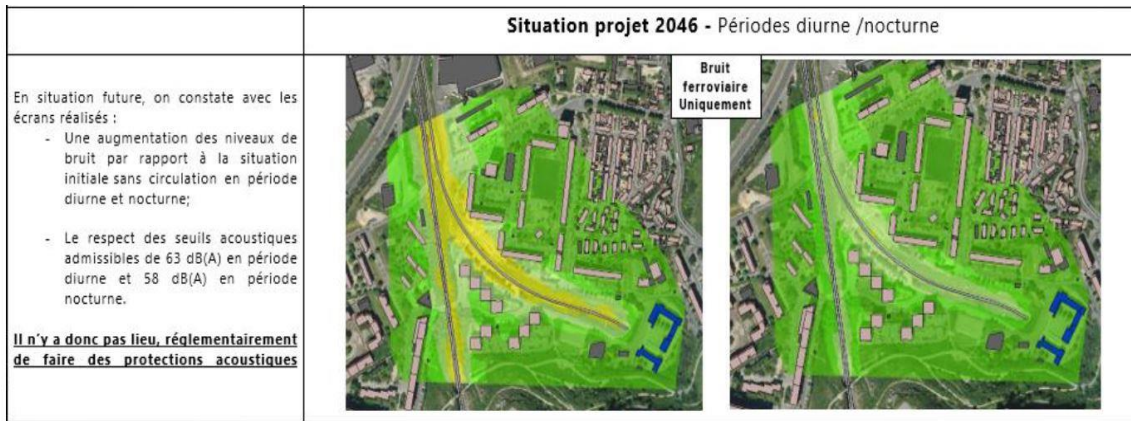 Situation projet 2046 - Périodes diurne /nocturne
En situation future, on constate avec les
écrans réalisés :
- Une augmentation des niveaux de
bruit par rapport à la situation
initiale sans circulation en période
diurne et nocturne;
- Le respect des seuils acoustiques
admissibles de 63 dB(A) en période
diurne et 58 dB(A) en période
nocturne.
Il n'y a donc pas lieu, réglementairement
de faire des protections acoustiques
Bruit
ferroviaire
Uniquement